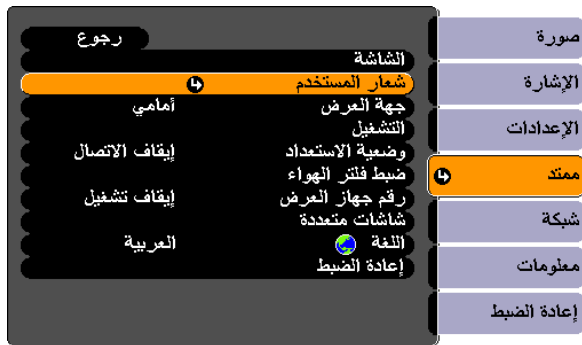 صورة
الإشارة
الإعدادات
ممتد
شبكة
معلومات
إعادة الضبط
رجوع
الشاشة
شعار المستخدم
جهة العرض أمامي
التشغيل
وضعية الاستعداد إيقاف الاتصال
ضبط فلتر الهواء
رقم جهاز العرض إيقاف تشغيل
شاشات متعددة
اللغة العربية
إعادة الضبط